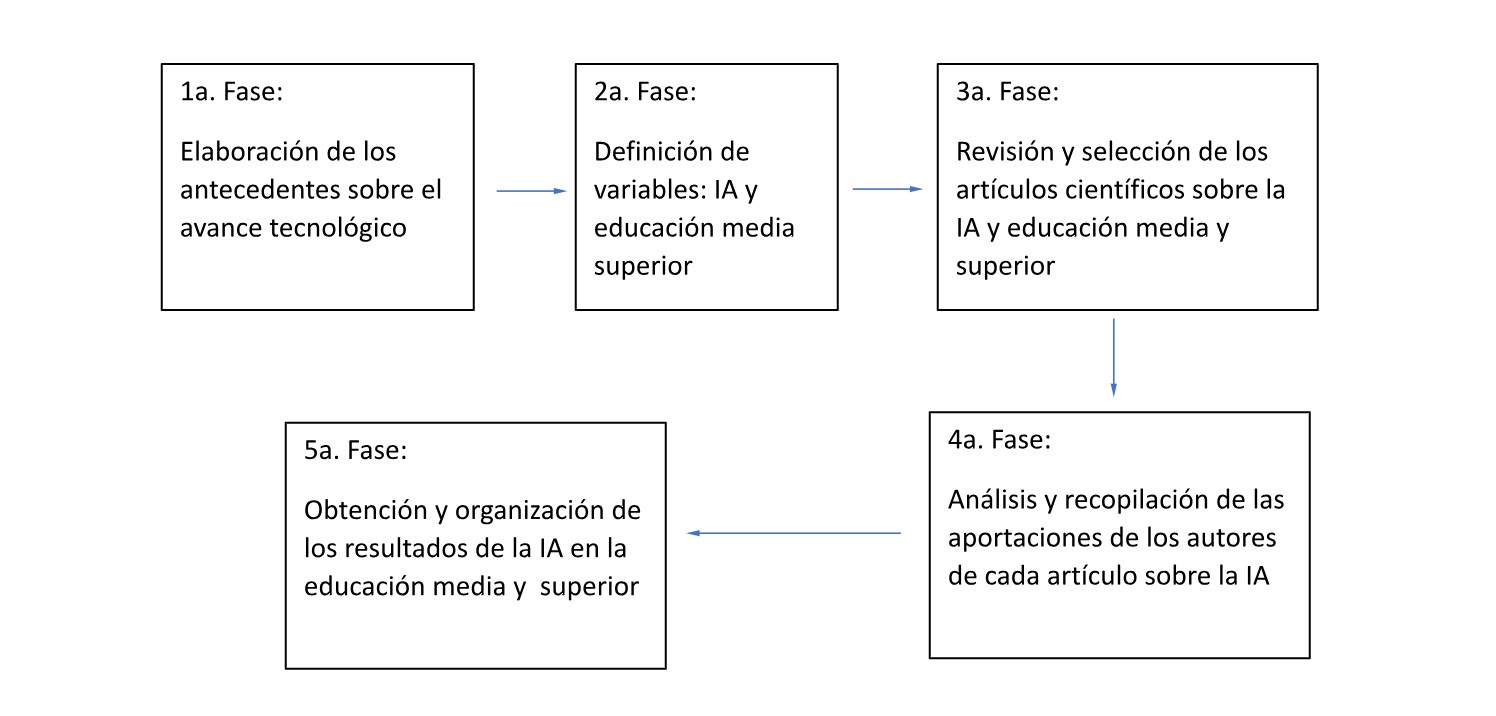 1a. Fase:
Elaboración de los
antecedentes sobre el
avance tecnológico
2a. Fase:
Definición de
variables: IA y
educación media
superior
3a. Fase:
Revisión y selección de los
artículos científicos sobre la
IA y educación media y
superior
4a. Fase:
Análisis y recopilación de las
aportaciones de los autores
de cada artículo sobre la IA
5a. Fase:
Obtención y organización de
los resultados de la IA en la
educación media y  superior